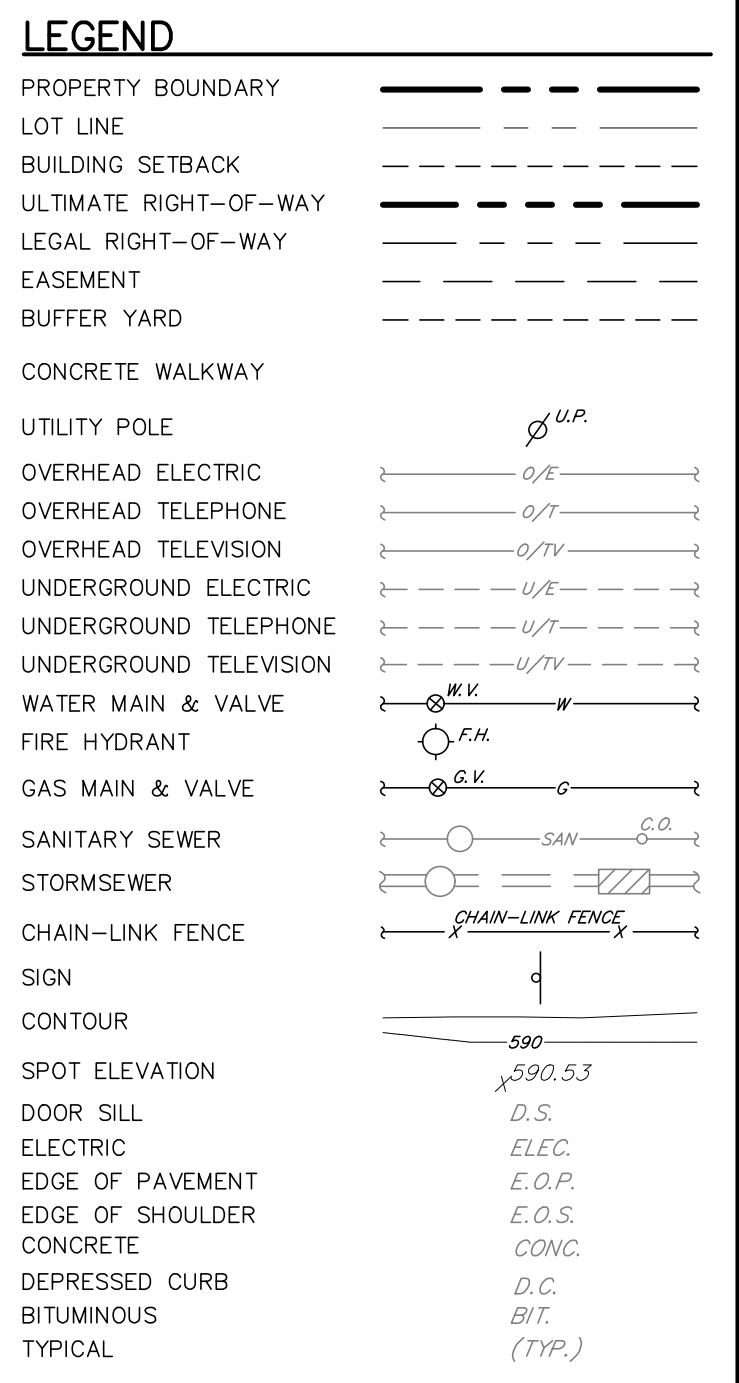 LEGEND
PROPERTY BOUNDARY
LOT LINE
BUILDING SETBACK
ULTIMATE RIGHT-OF-WAY
LEGAL RIGHT-OF-WAY
EASEMENT
BUFFER YARD
CONCRETE WALKWAY
UTILITY POLE U.P.
OVERHEAD ELECTRIC O/E
OVERHEAD TELEPHONE O/T
OVERHEAD TELEVISION O/TV
UNDERGROUND ELECTRIC U/E
UNDERGROUND TELEPHONE U/T
UNDERGROUND TELEVISION U/TV
WATER MAIN & VALVE W.V. W
FIRE HYDRANT F.H.
GAS MAIN & VALVE G.V. G
SANITARY SEWER SAN C.O.
STORMSEWER
CHAIN-LINK FENCE X CHAIN-LINK FENCE X
SIGN
CONTOUR 590
SPOT ELEVATION X590.53
DOOR SILL D.S.
ELECTRIC ELEC.
EDGE OF PAVEMENT E.O.P.
EDGE OF SHOULDER E.O.S.
CONCRETE CONC.
DEPRESSED CURB D.C.
BITUMINOUS BIT.
TYPICAL (TYP.)